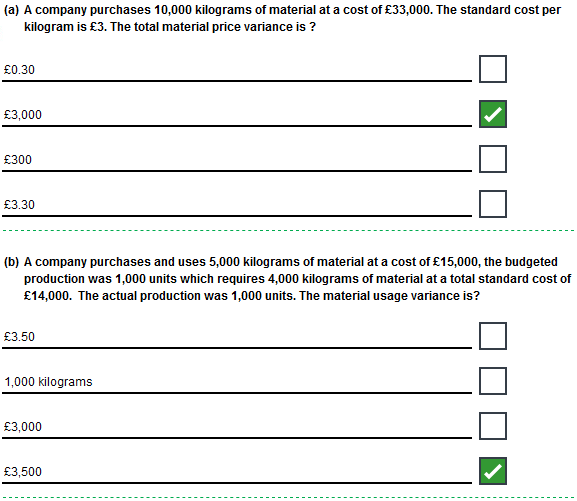 (a) A company purchases 10,000 kilograms of material at a cost of £33,000. The standard cost per
kilogram is £3. The total material price variance is ?
£0.30
£3,000
£300
£3.30
(b) A company purchases and uses 5,000 kilograms of material at a cost of £15,000, the budgeted
production was 1,000 units which requires 4,000 kilograms of material at a total standard cost of
£14,000. The actual production was 1,000 units. The material usage variance is?
£3.50
1,000 kilograms
£3,000
£3,500